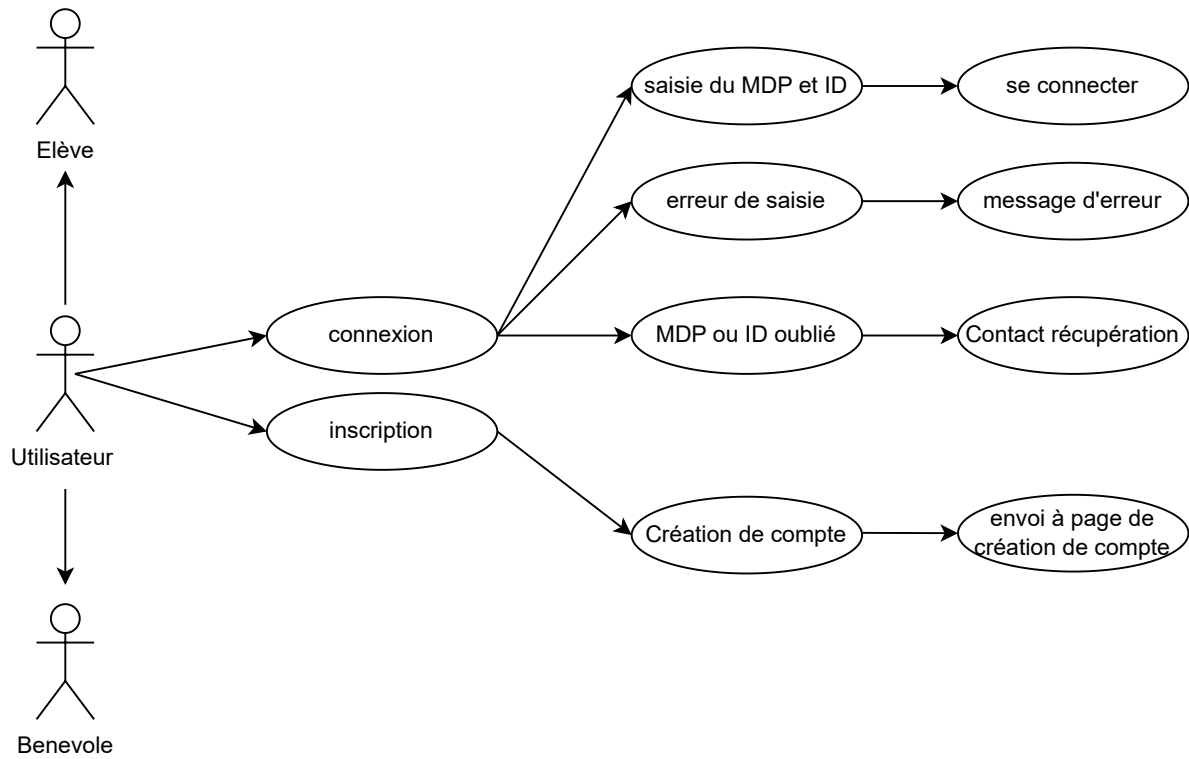 Elève
saisie du MDP et ID
se connecter
erreur de saisie
message d'erreur
connexion
MDP ou ID oublié
Contact récupération
Utilisateur
inscription
Création de compte
envoi à page de
création de compte
Benevole